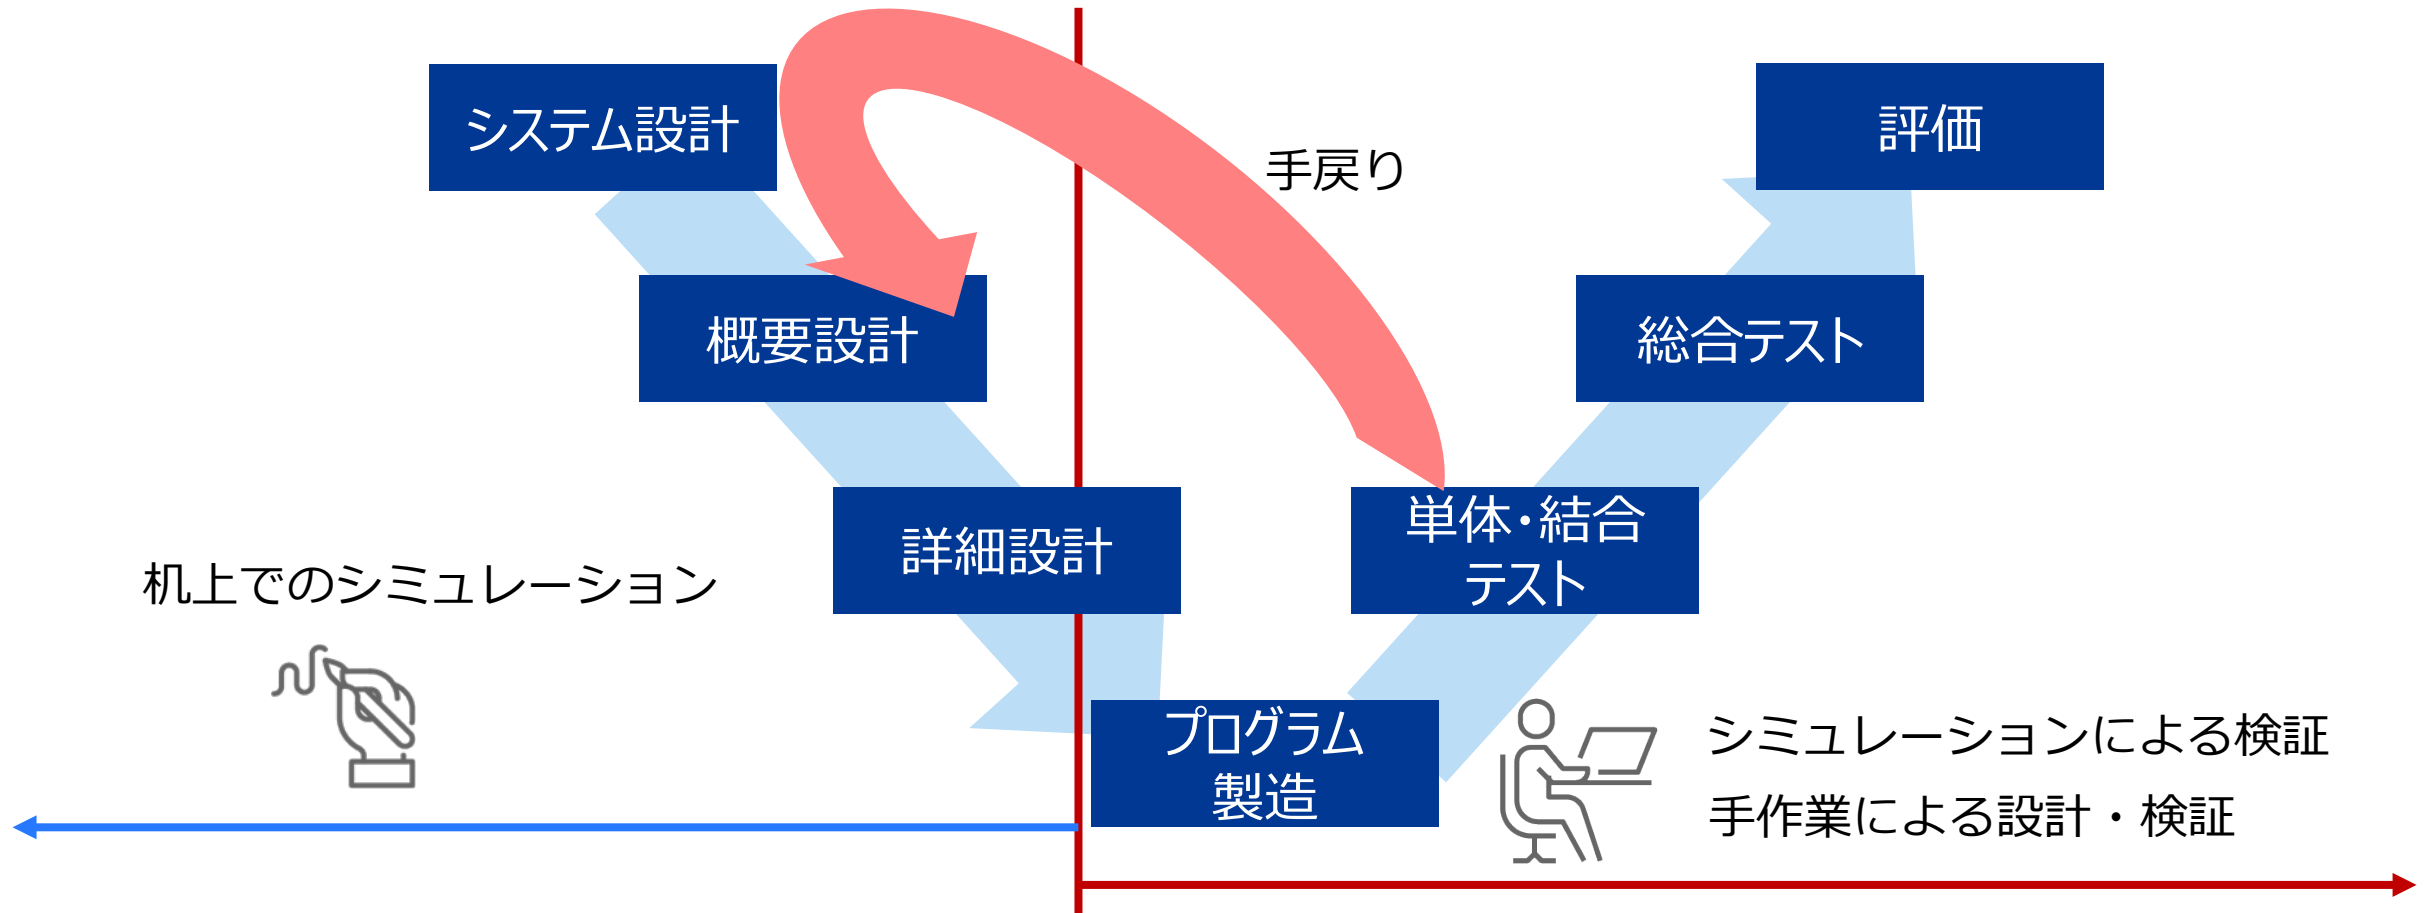 システム設計
評価
手戻り
概要設計
総合テスト
詳細設計
単体・結合
テスト
机上でのシミュレーション
プログラム
製造
シミュレーションによる検証
手作業による設計・検証